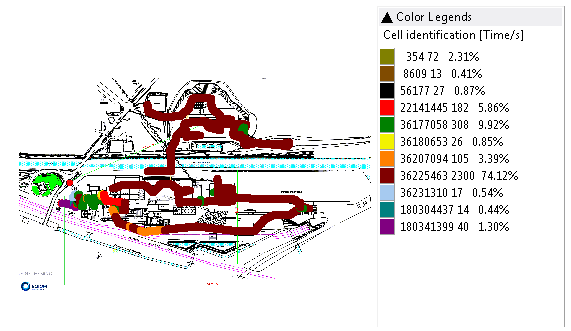 Color Legends
Cell identification [Time/s]
354 72 2.31%
8609 13 0.41%
56177 27 0.87%
22141445 182 5.86%
36177058 308 9.92%
36180653 26 0.85%
36207094 105 3.39%
36225463 2300 74.12%
36231310 17 0.54%
180304437 14 0.44%
180341399 40 1.30%